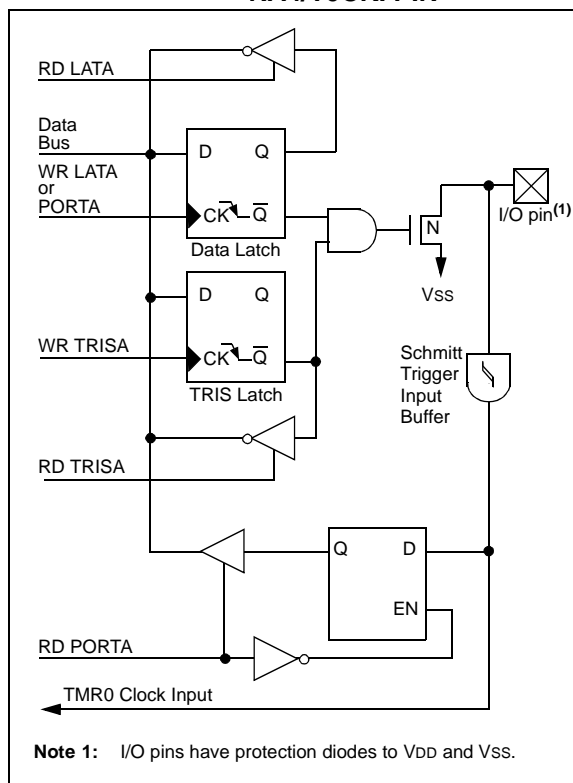 RA4/T0CKI PIN
RD LATA
Data
Bus
WR LATA
or
PORTA
D Q
CK Q̅
Data Latch
N
I/O pin(1)
VSS
D Q
WR TRISA
CK Q̅
TRIS Latch
Schmitt
Trigger
Input
Buffer
RD TRISA
Q D
EN
RD PORTA
TMR0 Clock Input
Note 1: I/O pins have protection diodes to VDD and VSS.